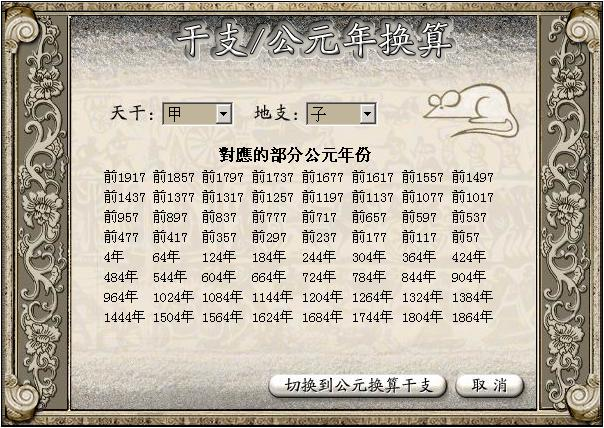 干支/公元年换算
天干: 甲 地支: 子
對應的部分公元年份
前1917 前1857 前1797 前1737 前1677 前1617 前1557 前1497
前1437 前1377 前1317 前1257 前1197 前1137 前1077 前1017
前957 前897 前837 前777 前717 前657 前597 前537
前477 前417 前357 前297 前237 前177 前117 前57
4年 64年 124年 184年 244年 304年 364年 424年
484年 544年 604年 664年 724年 784年 844年 904年
964年 1024年 1084年 1144年 1204年 1264年 1324年 1384年
1444年 1504年 1564年 1624年 1684年 1744年 1804年 1864年
切换到公元换算干支 取 消